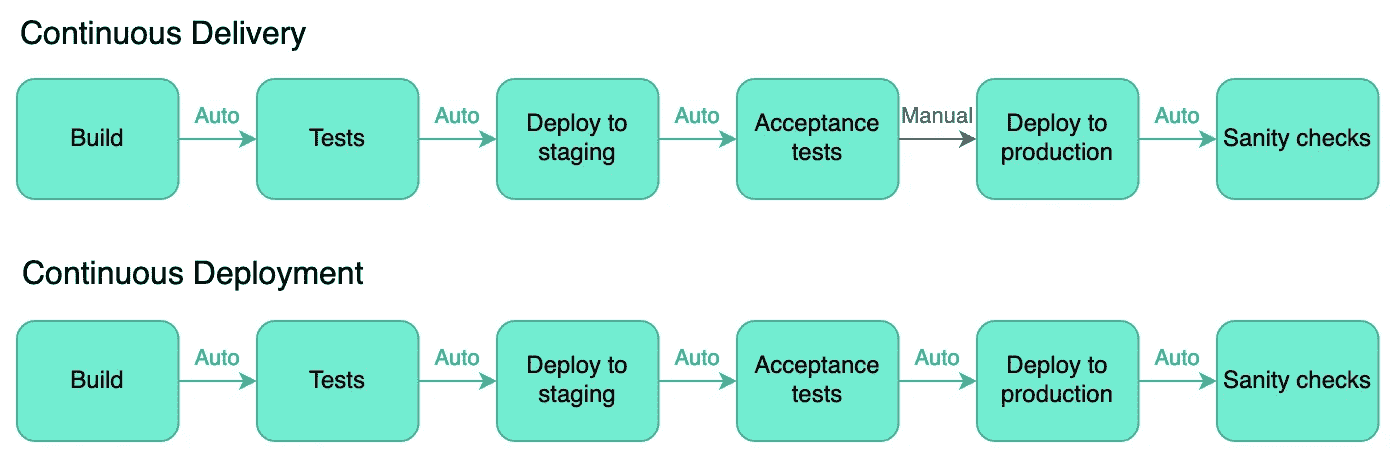 Continuous Delivery
Build
Auto
Tests
Auto
Deploy to
staging
Auto
Acceptance
tests
Manual
Deploy to
production
Auto
Sanity checks
Continuous Deployment
Build
Auto
Tests
Auto
Deploy to
staging
Auto
Acceptance
tests
Auto
Deploy to
production
Auto
Sanity checks